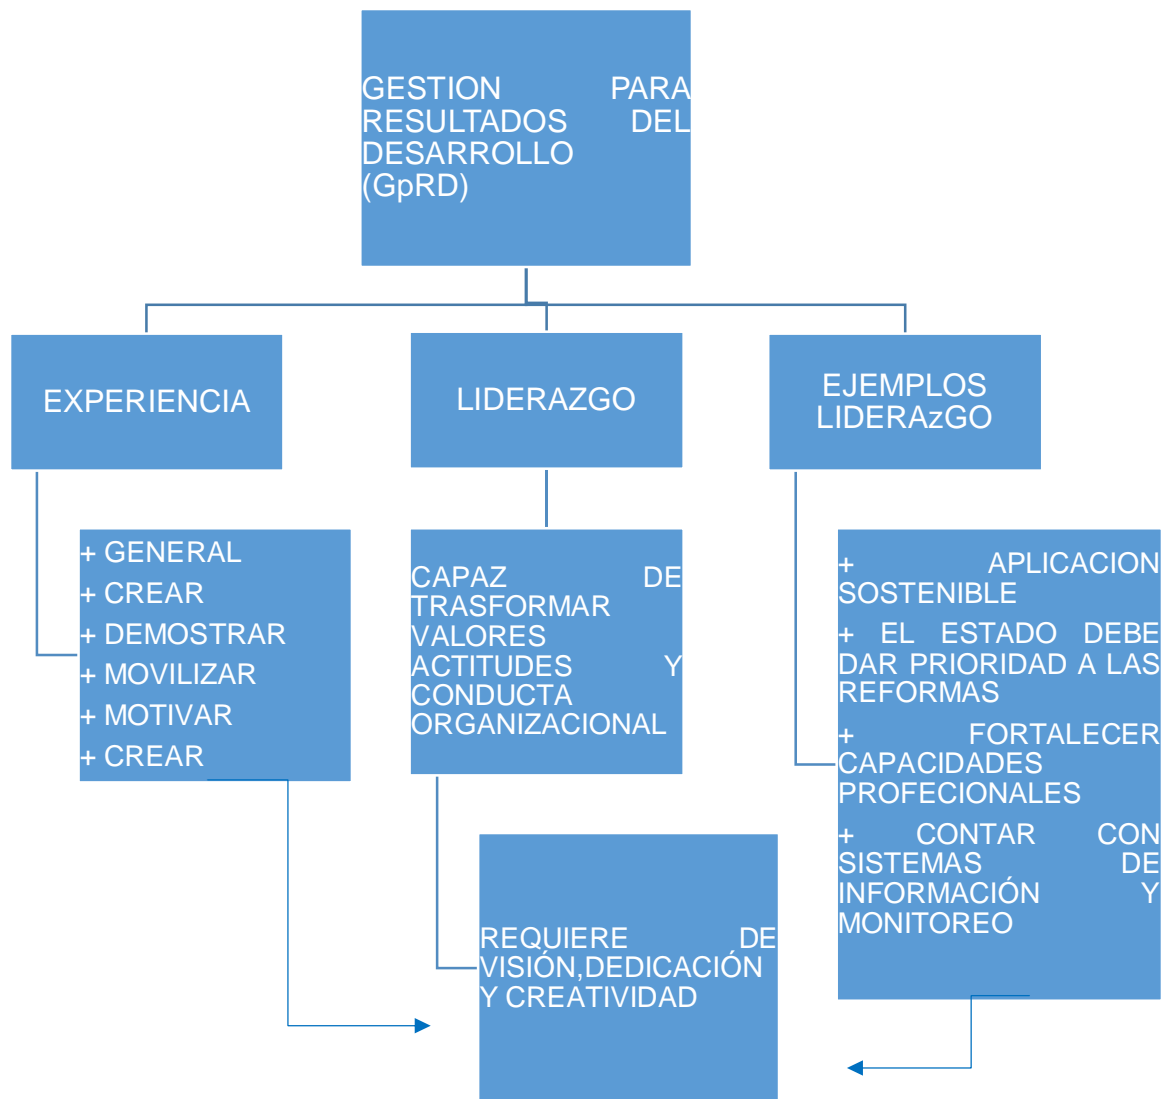 GESTION PARA
RESULTADOS DEL
DESARROLLO
(GpRD)
EXPERIENCIA
LIDERAZGO
EJEMPLOS
LIDERAzGO
+ GENERAL
+ CREAR
+ DEMOSTRAR
+ MOVILIZAR
+ MOTIVAR
+ CREAR
CAPAZ DE
TRASFORMAR
VALORES
ACTITUDES Y
CONDUCTA
ORGANIZACIONAL
+ APLICACION
SOSTENIBLE
+ EL ESTADO DEBE
DAR PRIORIDAD A LAS
REFORMAS
+ FORTALECER
CAPACIDADES
PROFECIONALES
+ CONTAR CON
SISTEMAS DE
INFORMACIÓN Y
MONITOREO
REQUIERE DE
VISIÓN,DEDICACIÓN
Y CREATIVIDAD